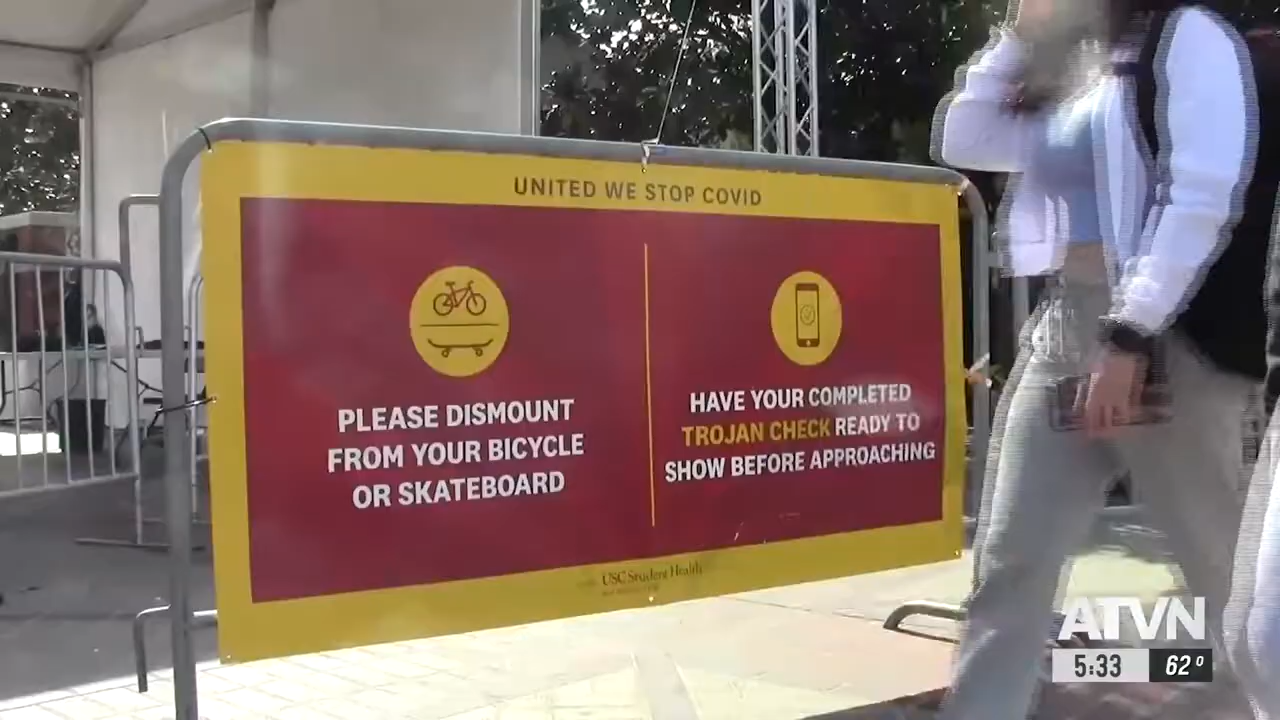 UNITED WE STOP COVID
PLEASE DISMOUNT
FROM YOUR BICYCLE
OR SKATEBOARD
HAVE YOUR COMPLETED
TROJAN CHECK READY TO
SHOW BEFORE APPROACHING
USC Student Health
ATVN
5:33 62º